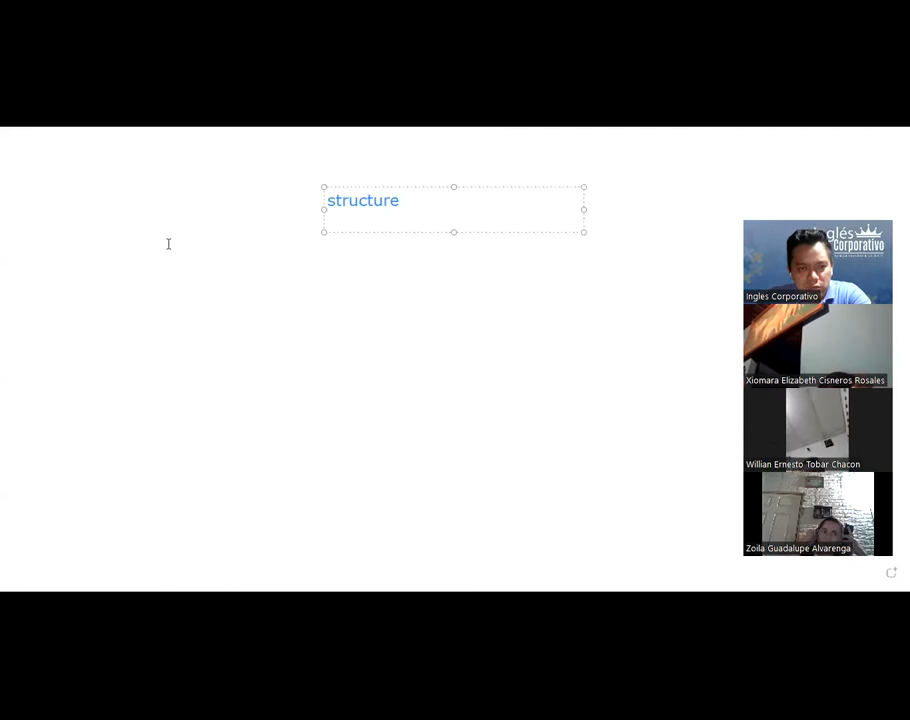 structure
inglés
Corporativo
Ingles Corporativo
Xiomara Elizabeth Cisneros Rosales
Willian Ernesto Tobar Chacon
Zoila Guadalupe Alvarenga